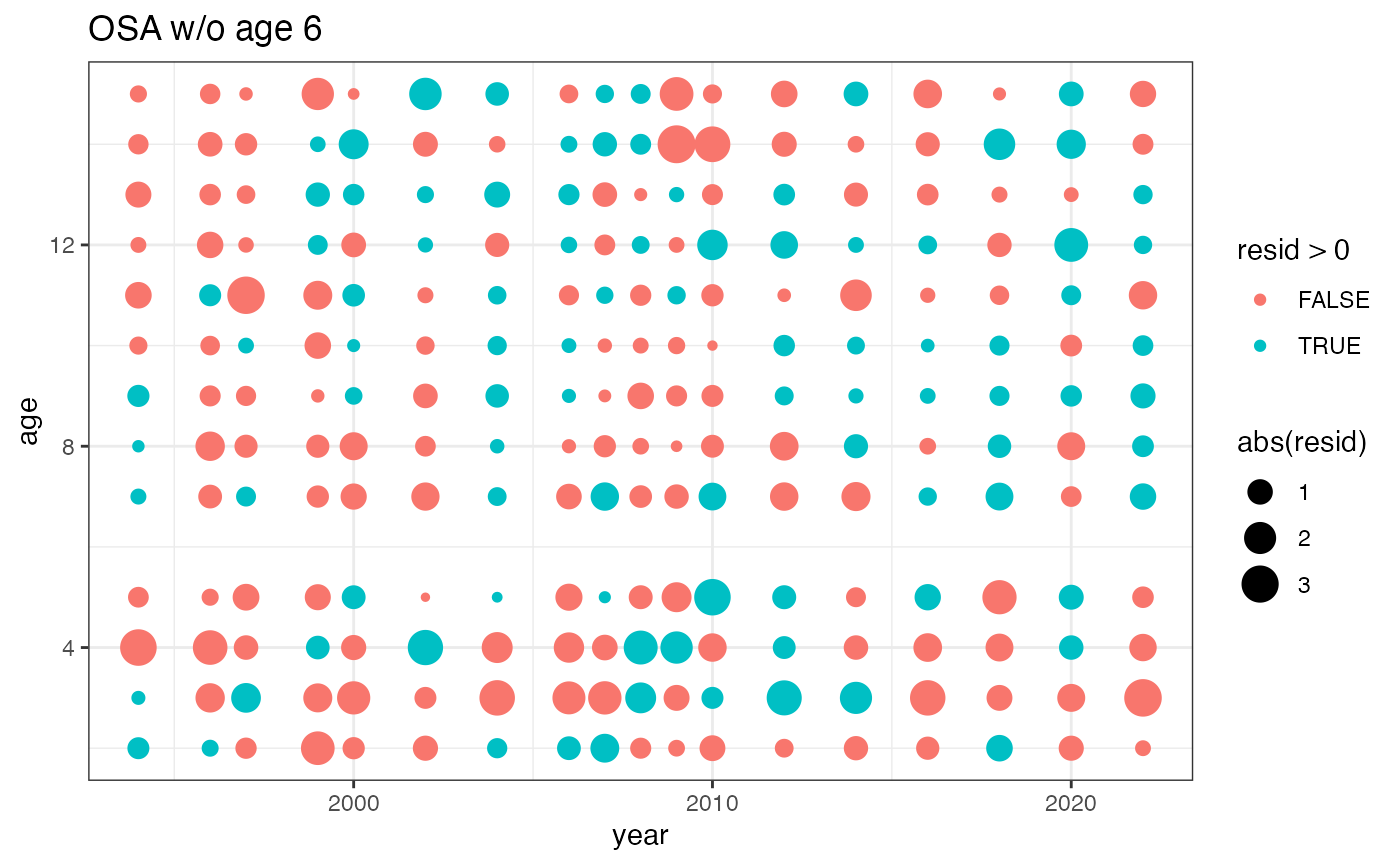 OSA w/o age 6
12
8
4
age
2000
2010
2020
year
resid > 0
FALSE
TRUE
abs(resid)
1
2
3